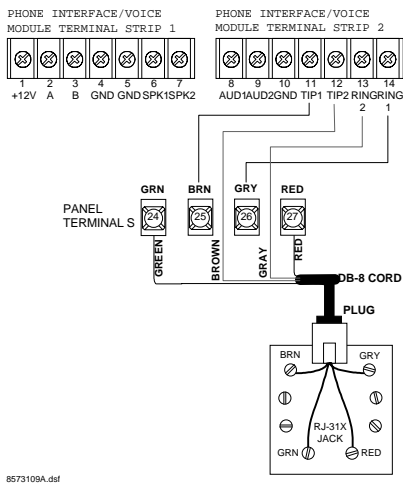 PHONE INTERFACE/VOICE
MODULE TERMINAL STRIP 1
PHONE INTERFACE/VOICE
MODULE TERMINAL STRIP 2
1 2 3 4 5 6 7
+12V A B GND GND SPK1 SPK2
8 9 10 11 12 13 14
AUD1 AUD2 GND TIP1 TIP2 RING 2 RING 1
GRN BRN GRY RED
PANEL
TERMINAL S
24 25 26 27
GREEN
BROWN
GRAY
RED
DB-8 CORD
PLUG
BRN GRY
RJ-31X
JACK
GRN RED
8573109A.dsf